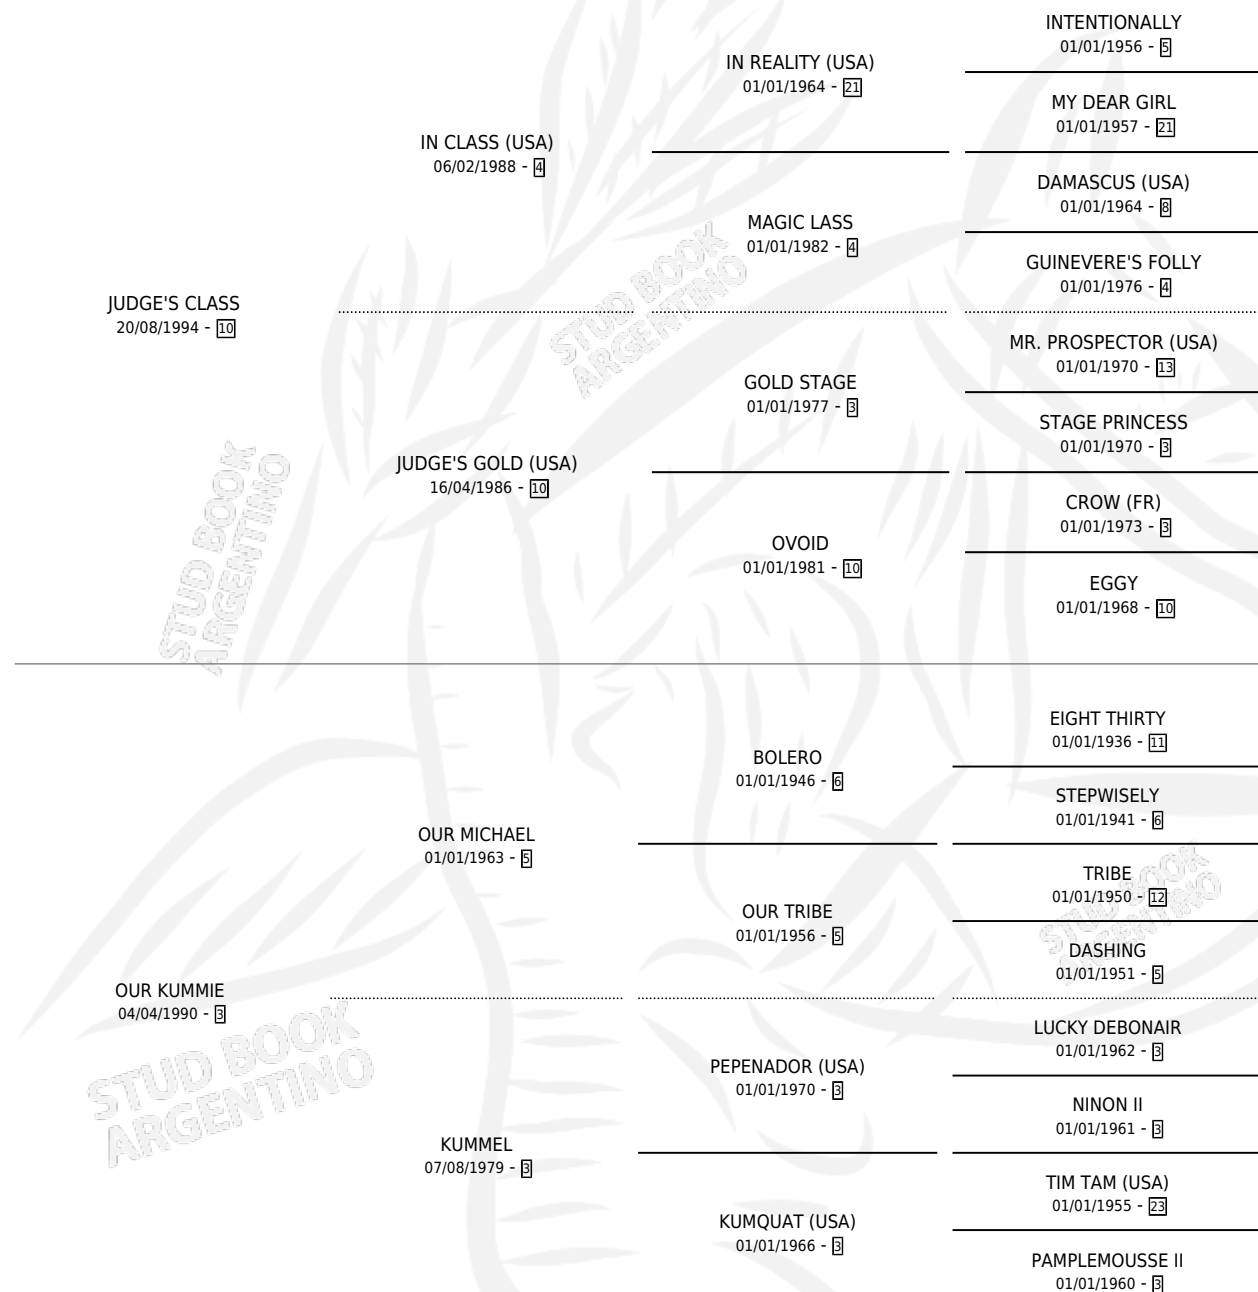 INTENTIONALLY
01/01/1956 - 5
IN REALITY (USA)
01/01/1964 - 21
MY DEAR GIRL
01/01/1957 - 21
IN CLASS (USA)
06/02/1988 - 4
DAMASCUS (USA)
01/01/1964 - 8
MAGIC LASS
01/01/1982 - 4
GUINEVERE'S FOLLY
01/01/1976 - 4
JUDGE'S CLASS
20/08/1994 - 10
STUD BOOK
ARGENTINO
MR. PROSPECTOR (USA)
01/01/1970 - 13
GOLD STAGE
01/01/1977 - 3
STAGE PRINCESS
01/01/1970 - 3
JUDGE'S GOLD (USA)
16/04/1986 - 10
STUD BOOK
ARGENTINO
CROW (FR)
01/01/1973 - 3
OVOID
01/01/1981 - 10
EGGY
01/01/1968 - 10
EIGHT THIRTY
01/01/1936 - 11
BOLERO
01/01/1946 - 6
STEPWISELY
01/01/1941 - 6
OUR MICHAEL
01/01/1963 - 5
TRIBE
01/01/1950 - 12
OUR TRIBE
01/01/1956 - 5
STUD BOOK
ARGENTINO
DASHING
01/01/1951 - 5
OUR KUMMIE
04/04/1990 - 3
STUD BOOK
ARGENTINO
LUCKY DEBONAIR
01/01/1962 - 3
PEPENADOR (USA)
01/01/1970 - 3
NINON II
01/01/1961 - 3
KUMMEL
07/08/1979 - 3
TIM TAM (USA)
01/01/1955 - 23
KUMQUAT (USA)
01/01/1966 - 3
PAMPLEMOUSSE II
01/01/1960 - 3